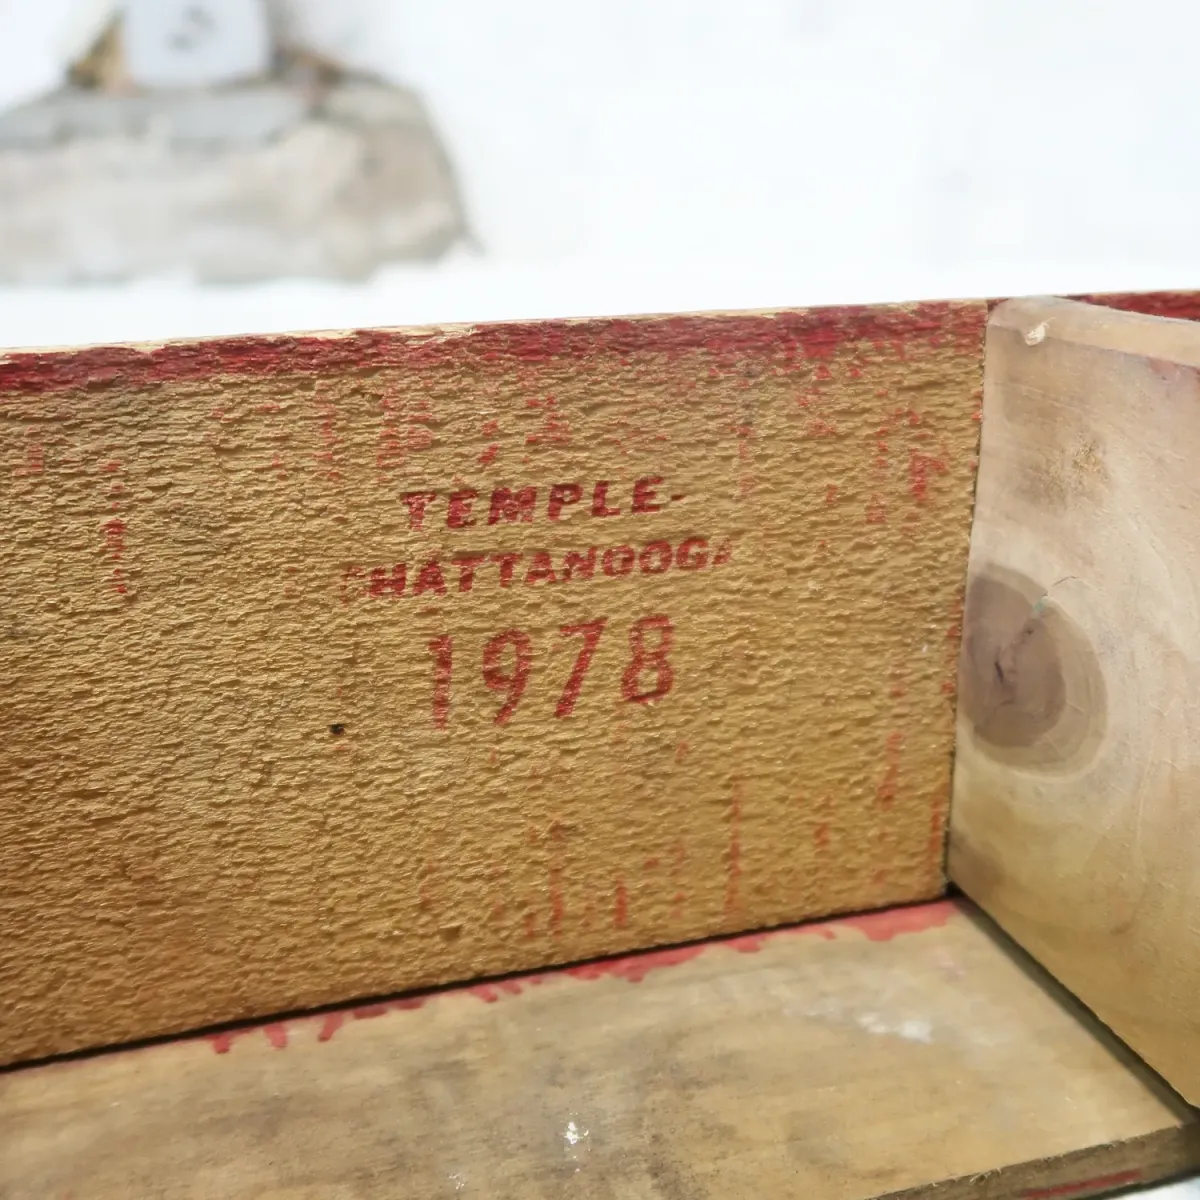 TEMPLE-
CHATTANOOGA
1978